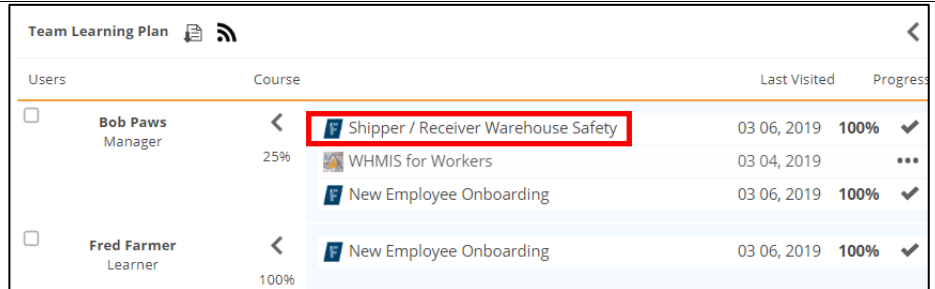 Team Learning Plan
Users Course Last Visited Progress
Bob Paws
Manager
25%
F Shipper / Receiver Warehouse Safety 03 06, 2019 100%
WHMIS for Workers 03 04, 2019
F New Employee Onboarding 03 06, 2019 100%
Fred Farmer
Learner
100%
F New Employee Onboarding 03 06, 2019 100%